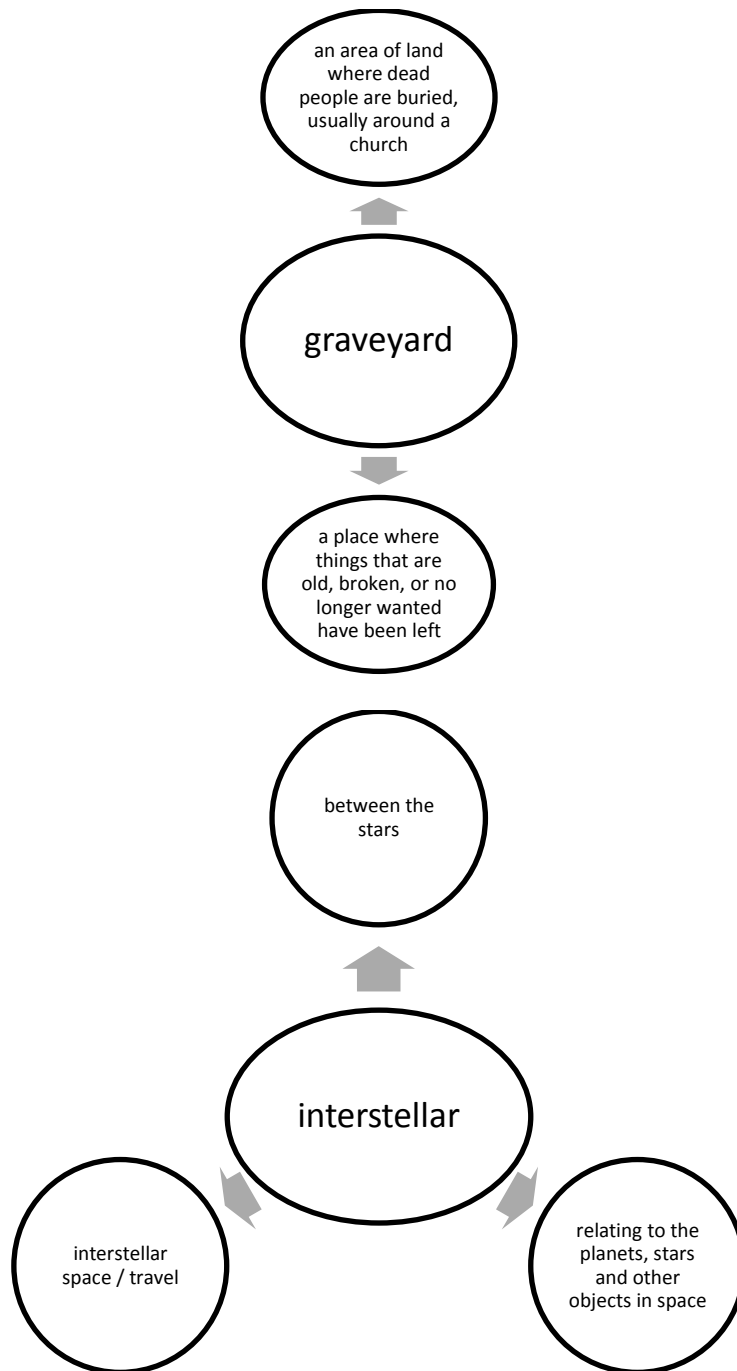 an area of land
where dead
people are buried,
usually around a
church
graveyard
a place where
things that are
old, broken, or no
longer wanted
have been left
between the
stars
interstellar
interstellar
space / travel
relating to the
planets, stars
and other
objects in space